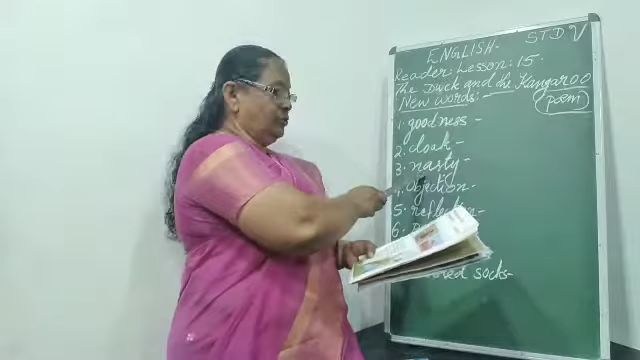 ENGLISH- STD V
Reader: Lesson: 15.
The Duck and the Kangaroo
New words:- (poem)
1. goodness -
2. cloak -
3. nasty -
4. objection -
5. reflection -
6.
socks-